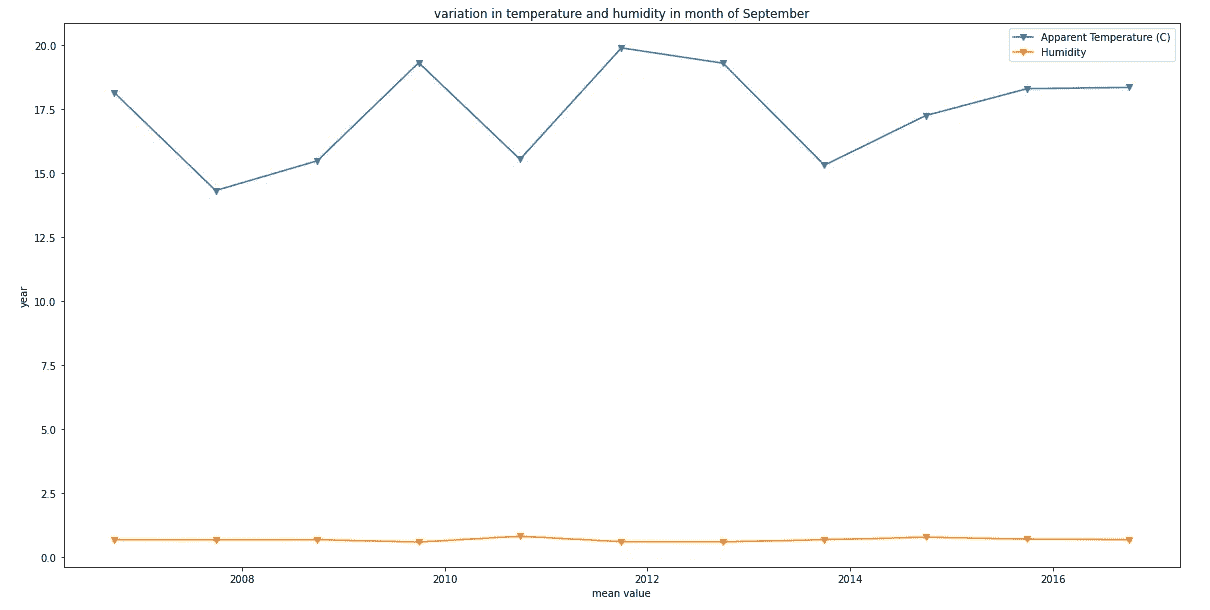 variation in temperature and humidity in month of September
Apparent Temperature (C)
Humidity
20.0
17.5
15.0
12.5
10.0
7.5
5.0
2.5
0.0
year
2008 2010 2012 2014 2016
mean value